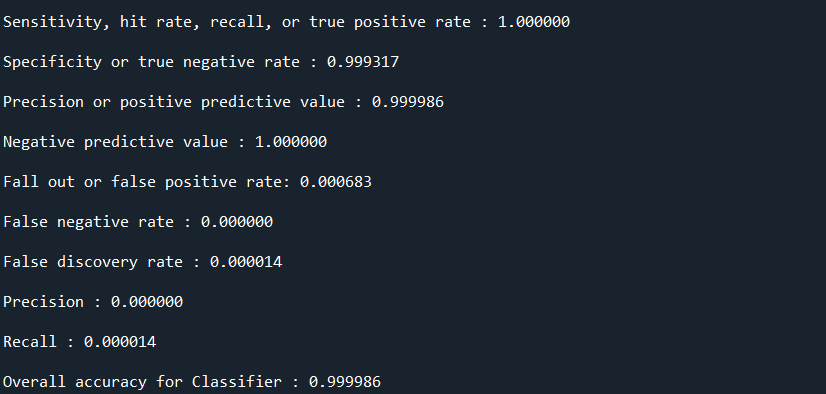 Sensitivity, hit rate, recall, or true positive rate : 1.000000
Specificity or true negative rate : 0.999317
Precision or positive predictive value : 0.999986
Negative predictive value : 1.000000
Fall out or false positive rate: 0.000683
False negative rate : 0.000000
False discovery rate : 0.000014
Precision : 0.000000
Recall : 0.000014
Overall accuracy for Classifier : 0.999986